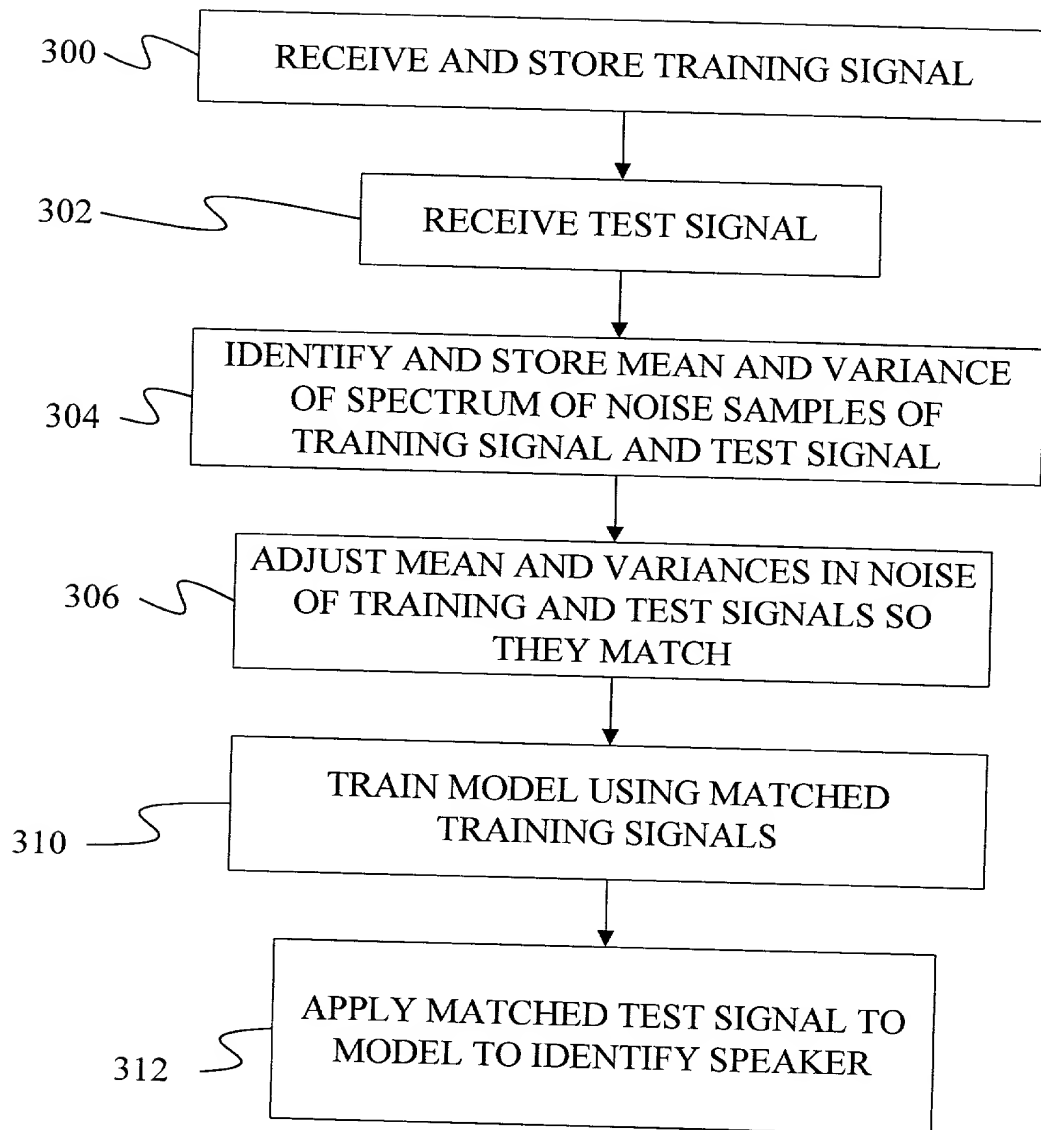 300
RECEIVE AND STORE TRAINING SIGNAL
302
RECEIVE TEST SIGNAL
304
IDENTIFY AND STORE MEAN AND VARIANCE
OF SPECTRUM OF NOISE SAMPLES OF
TRAINING SIGNAL AND TEST SIGNAL
306
ADJUST MEAN AND VARIANCES IN NOISE
OF TRAINING AND TEST SIGNALS SO
THEY MATCH
310
TRAIN MODEL USING MATCHED
TRAINING SIGNALS
312
APPLY MATCHED TEST SIGNAL TO
MODEL TO IDENTIFY SPEAKER